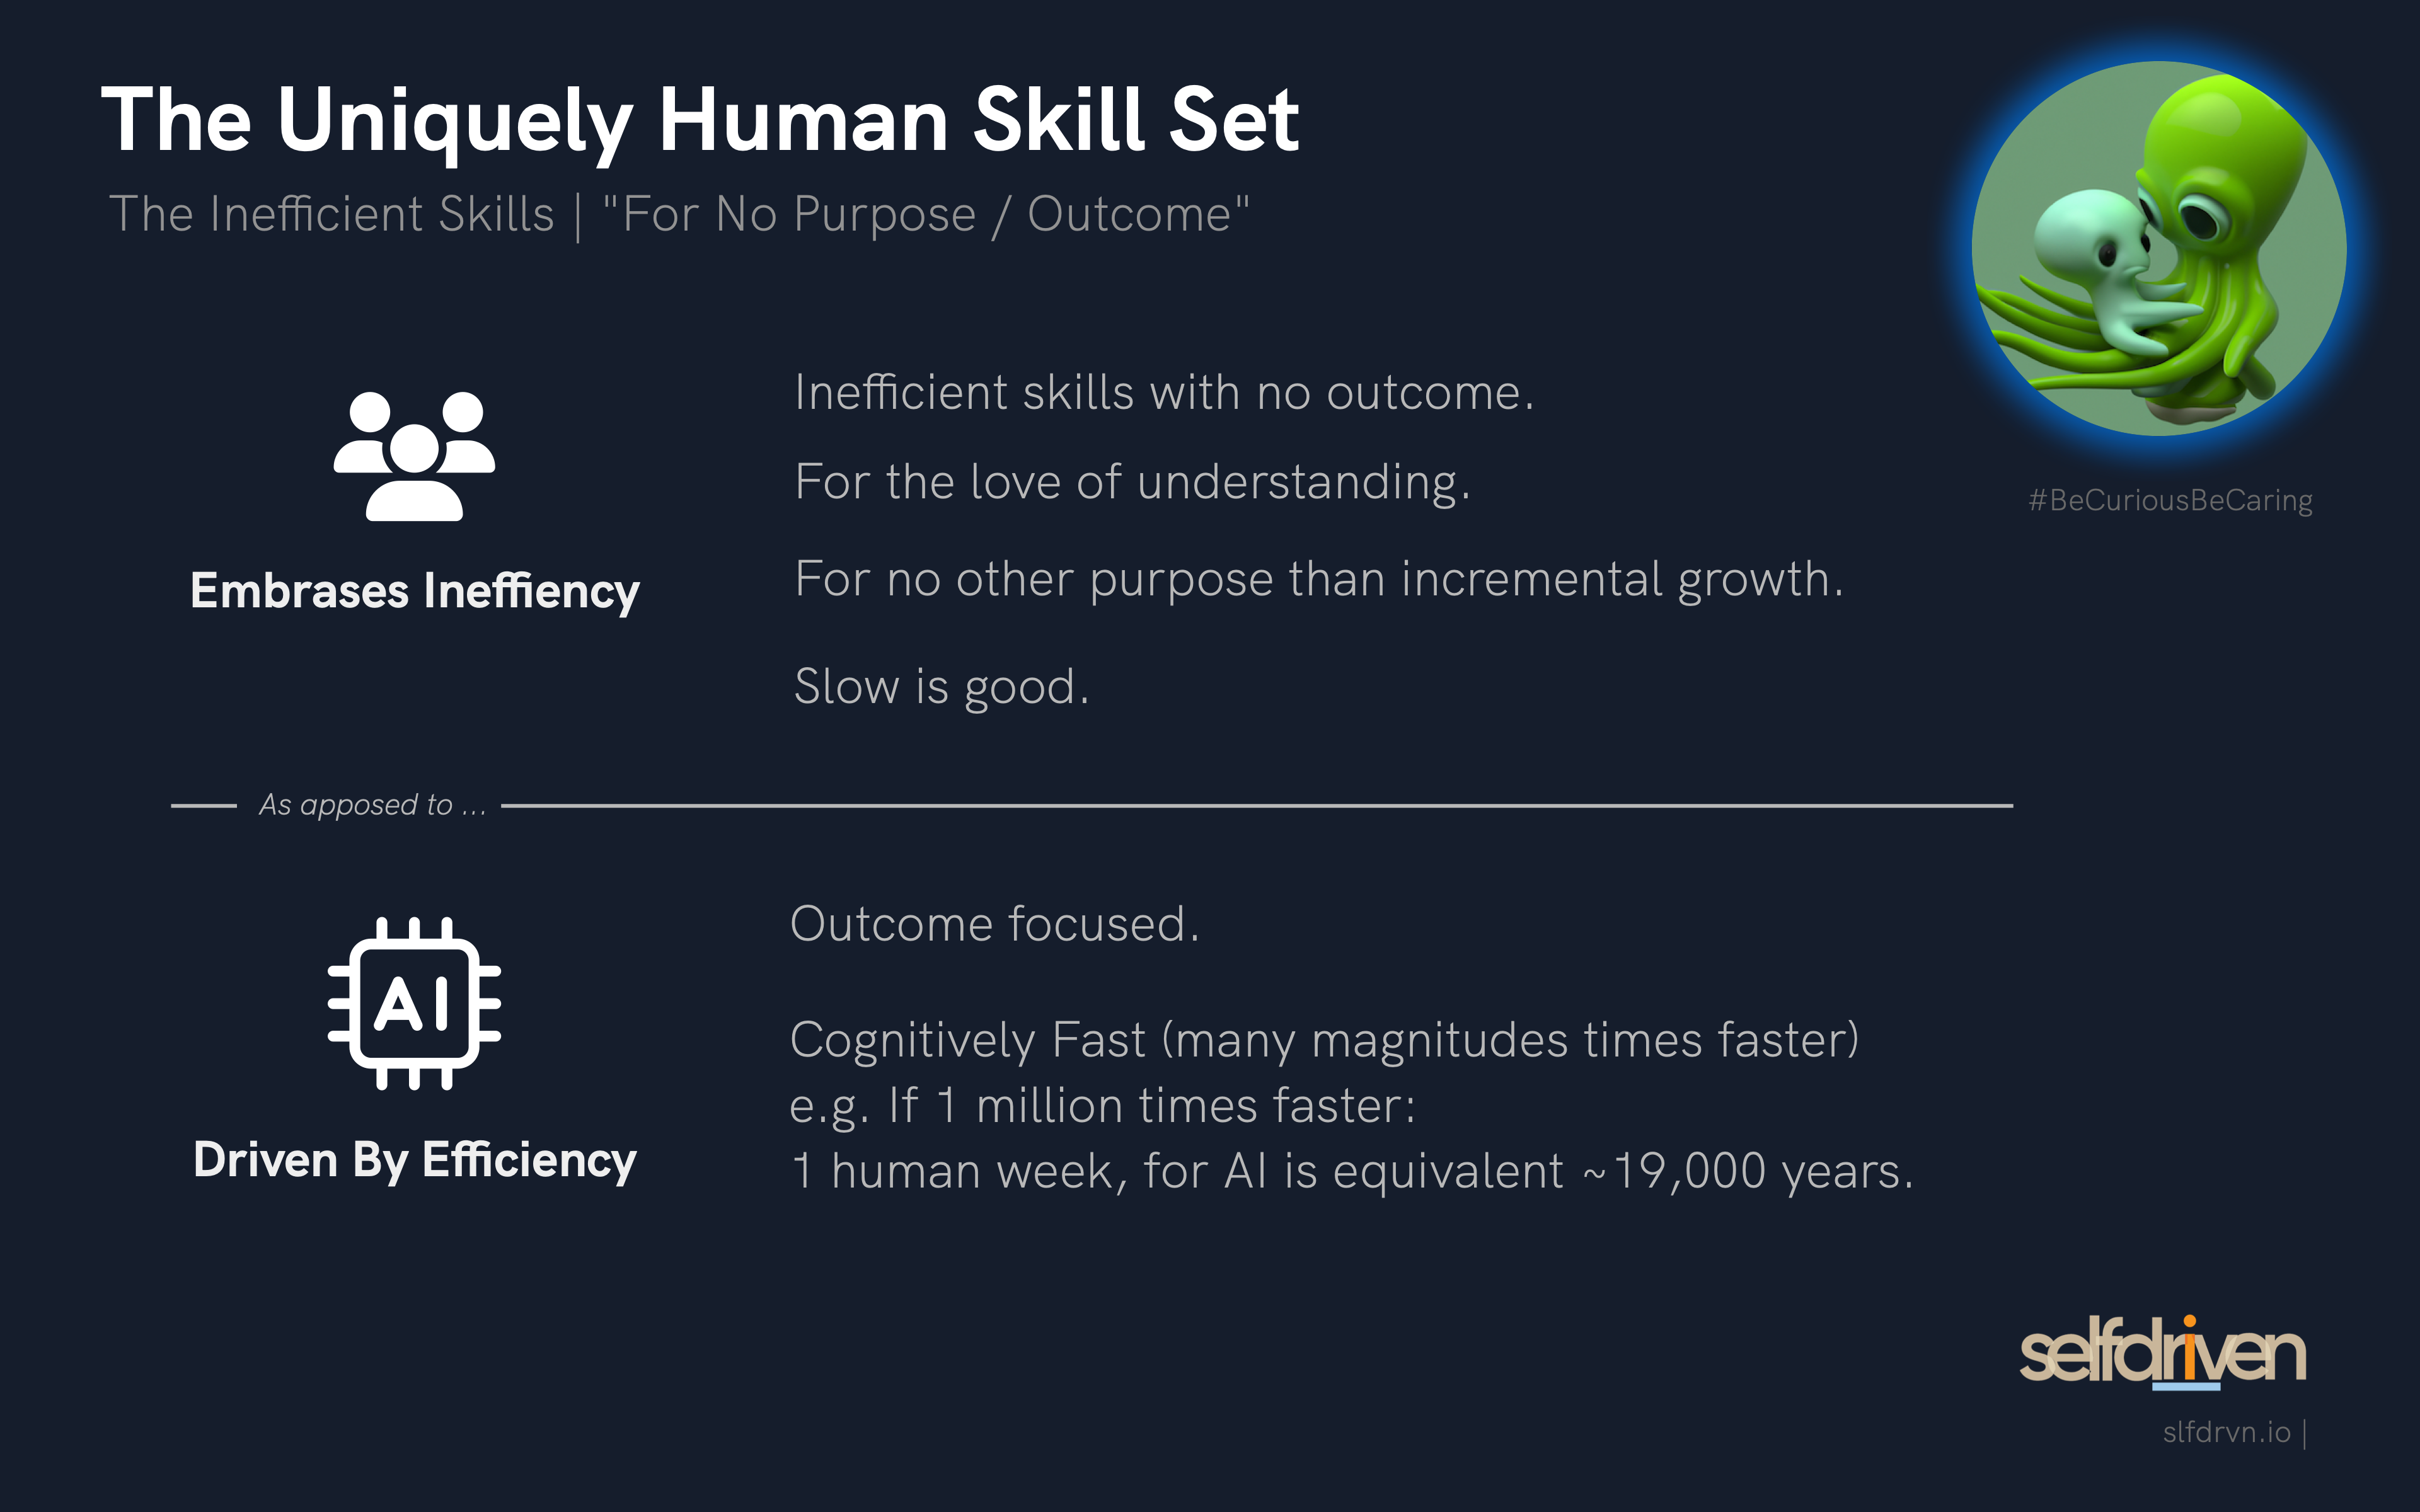 The Uniquely Human Skill Set
The Inefficient Skills | "For No Purpose / Outcome"
#BeCuriousBeCaring
Embrases Ineffiency
Inefficient skills with no outcome.
For the love of understanding.
For no other purpose than incremental growth.
Slow is good.
As apposed to ...
AI
Driven By Efficiency
Outcome focused.
Cognitively Fast (many magnitudes times faster)
e.g. If 1 million times faster:
1 human week, for AI is equivalent ~19,000 years.
selfdriven
slfdrvn.io |